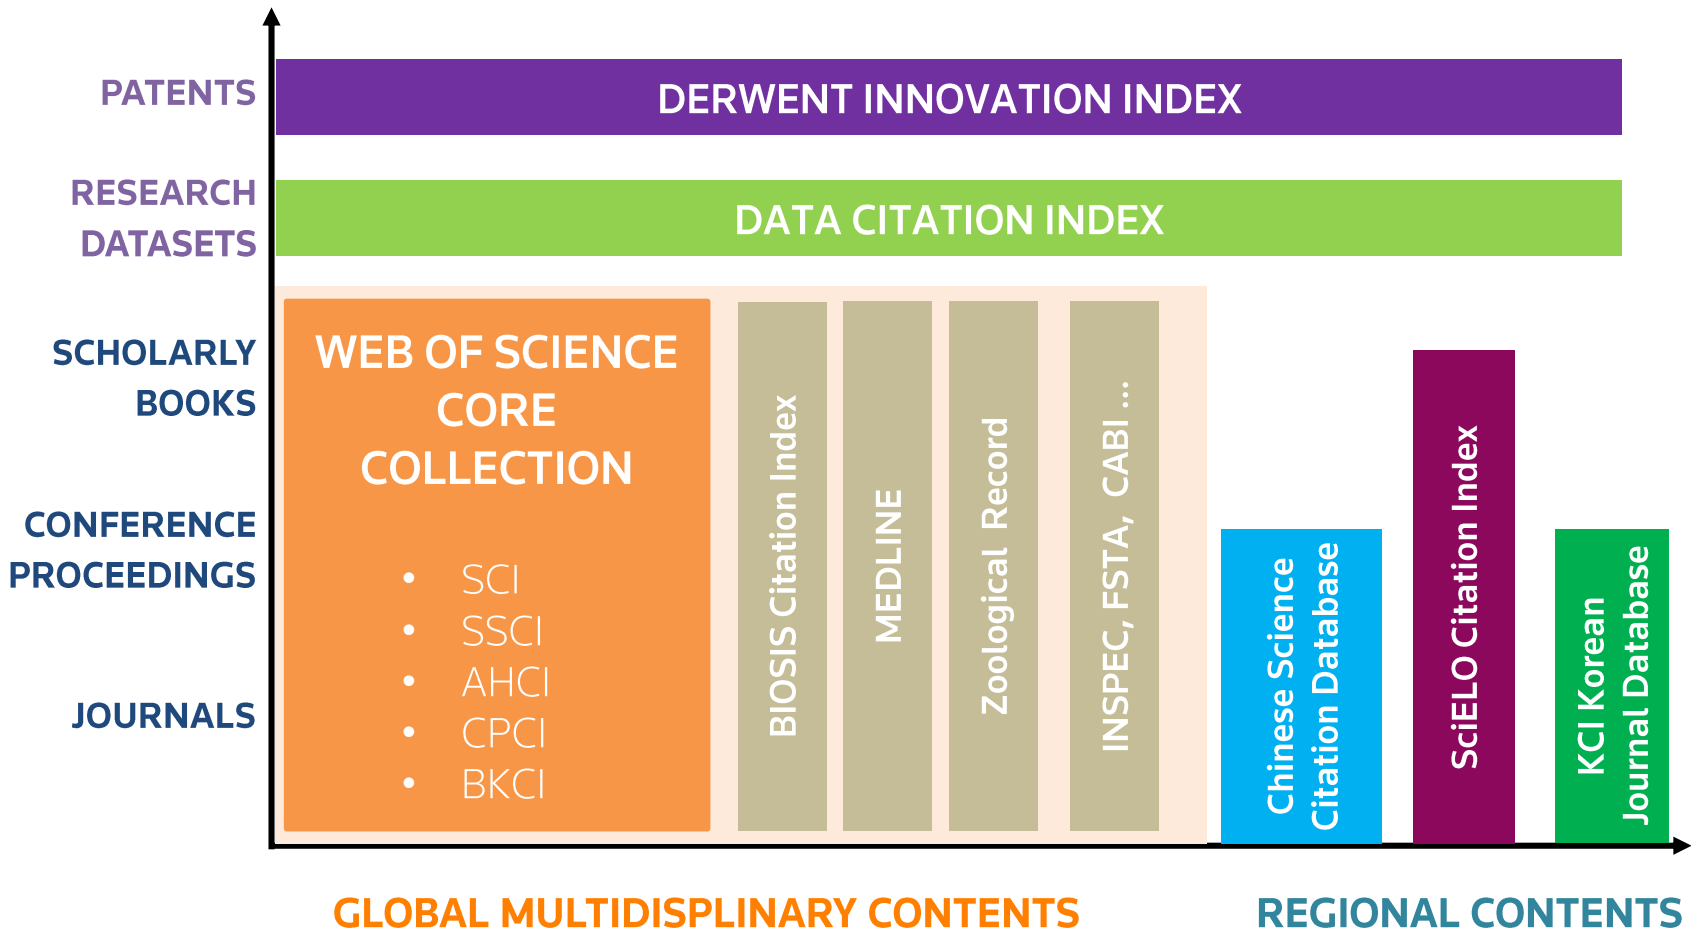 PATENTS
DERWENT INNOVATION INDEX
RESEARCH
DATASETS
DATA CITATION INDEX
SCHOLARLY
BOOKS
CONFERENCE
PROCEEDINGS
JOURNALS
WEB OF SCIENCE
CORE
COLLECTION
• SCI
• SSCI
• AHCI
• CPCI
• BKCI
BIOSIS Citation Index
MEDLINE
Zoological Record
INSPEC, FSTA, CABI ...
Chinese Science
Citation Database
SciELO Citation Index
KCI Korean
Journal Database
GLOBAL MULTIDISPLINARY CONTENTS
REGIONAL CONTENTS